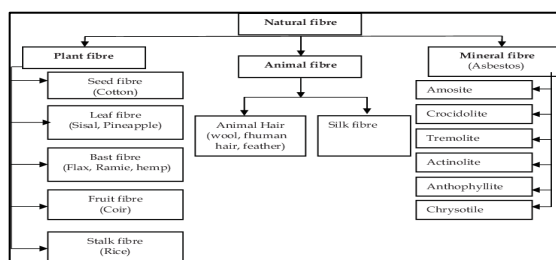 Natural fibre
Plant fibre
Seed fibre
(Cotton)
Leaf fibre
(Sisal, Pineapple)
Bast fibre
(Flax, Ramie, hemp)
Fruit fibre
(Coir)
Stalk fibre
(Rice)
Animal fibre
Animal Hair
(wool, fhuman
hair, feather)
Silk fibre
Mineral fibre
(Asbestos)
Amosite
Crocidolite
Tremolite
Actinolite
Anthophyllite
Chrysotile